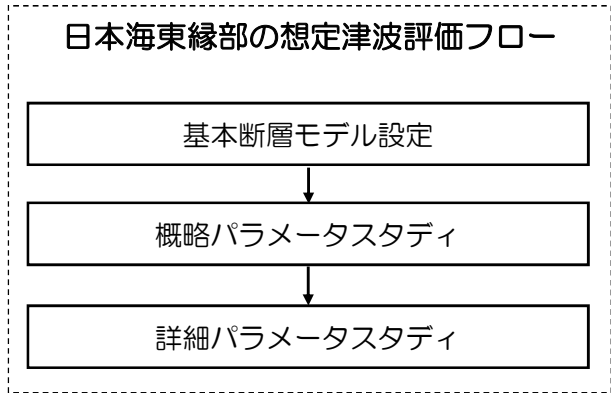 日本海東縁部の想定津波評価フロー
基本断層モデル設定
概略パラメータスタディ
詳細パラメータスタディ